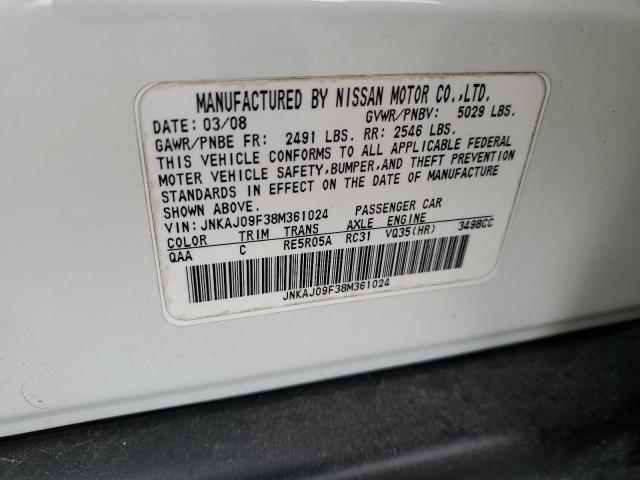 MANUFACTURED BY NISSAN MOTOR CO.,LTD.
DATE: 03/08 GVWR/PNBV: 5029 LBS.
GAWR/PNBE FR: 2491 LBS. RR: 2546 LBS.
THIS VEHICLE CONFORMS TO ALL APPLICABLE FEDERAL
MOTER VEHICLE SAFETY,BUMPER,AND THEFT PREVENTION
STANDARDS IN EFFECT ON THE DATE OF MANUFACTURE
SHOWN ABOVE.
VIN: JNKAJ09F38M361024 PASSENGER CAR
COLOR TRIM TRANS AXLE ENGINE
QAA C RE5R05A RC31 VQ35(HR) 3498CC
JNKAJ09F38M361024